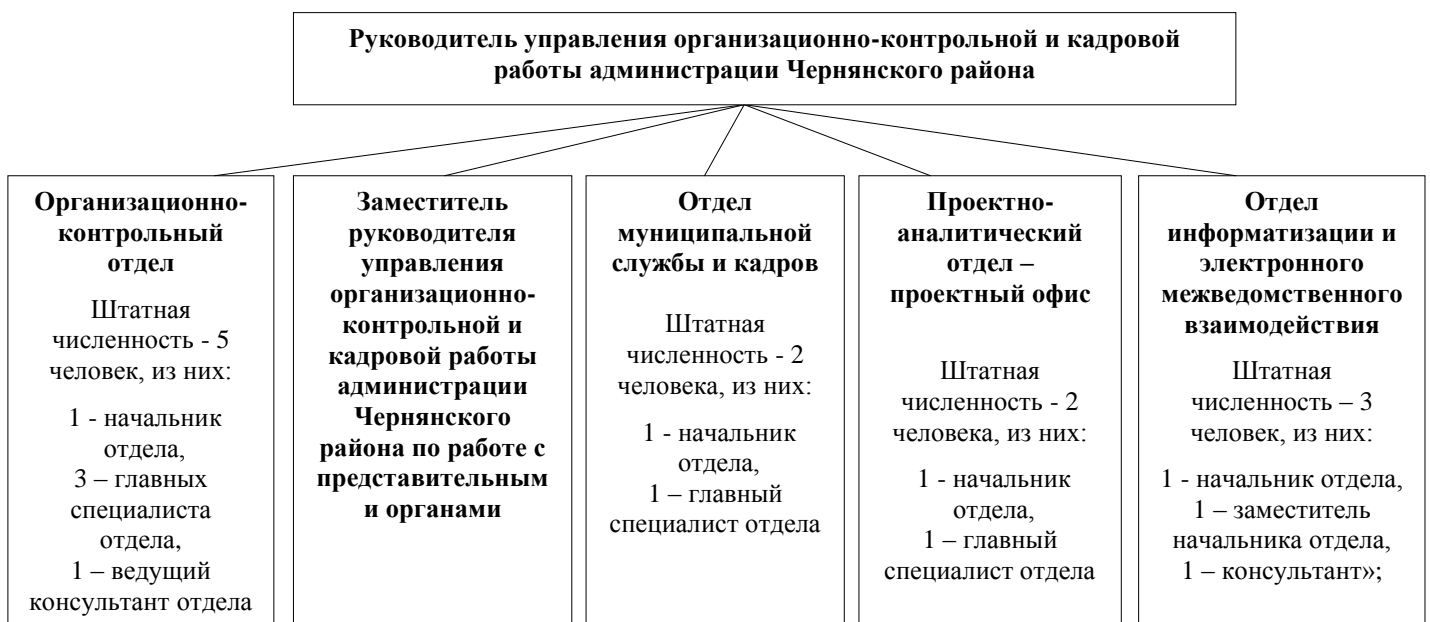 Руководитель управления организационно-контрольной и кадровой
работы администрации Чернянского района
Организационно-
контрольный
отдел
Штатная
численность - 5
человек, из них:
1 - начальник
отдела,
3 – главных
специалиста
отдела,
1 – ведущий
консультант отдела
Заместитель
руководителя
управления
организационно-
контрольной и
кадровой работы
администрации
Чернянского
района по работе с
представительным
и органами
Отдел
муниципальной
службы и кадров
Штатная
численность - 2
человека, из них:
1 - начальник
отдела,
1 – главный
специалист отдела
Проектно-
аналитический
отдел –
проектный офис
Штатная
численность - 2
человека, из них:
1 - начальник
отдела,
1 – главный
специалист отдела
Отдел
информатизации и
электронного
межведомственного
взаимодействия
Штатная
численность – 3
человек, из них:
1 - начальник отдела,
1 – заместитель
начальника отдела,
1 – консультант»;